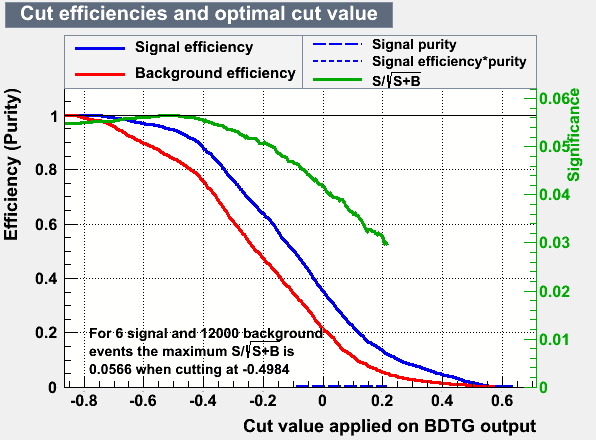 Cut efficiencies and optimal cut value
Signal efficiency
Background efficiency
Signal purity
Signal efficiency*purity
S/√S+B
Efficiency (Purity)
1
0.8
0.6
0.4
0.2
0
0.06
0.05
0.04
0.03
0.02
0.01
0
Significance
For 6 signal and 12000 background
events the maximum S/√S+B is
0.0566 when cutting at -0.4984
-0.8 -0.6 -0.4 -0.2 0 0.2 0.4 0.6
Cut value applied on BDTG output